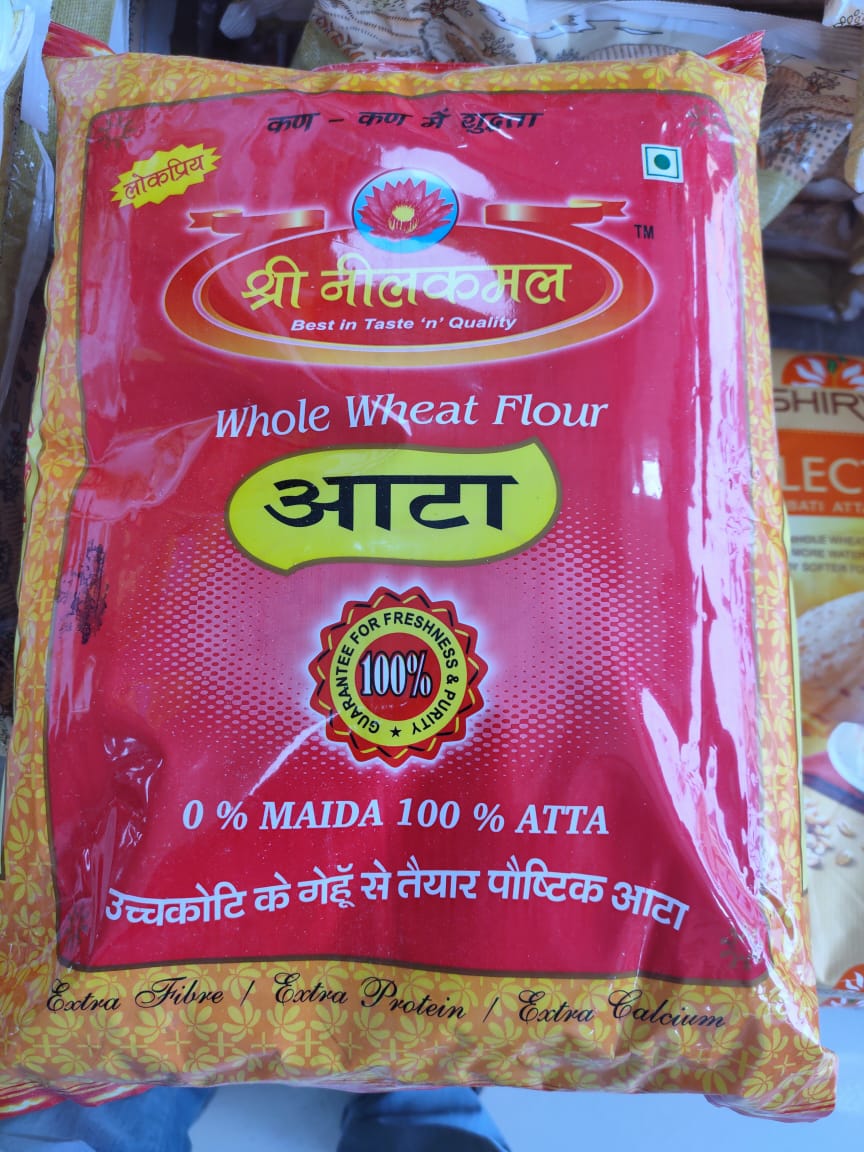 कण - कण में शुद्धता
लोकप्रिय
TM
श्री नीलकमल
Best in Taste 'n' Quality
Whole Wheat Flour
आटा
GUARANTEE FOR FRESHNESS & PURITY ★
100%
0 % MAIDA 100 % ATTA
उच्चकोटि के गेहूँ से तैयार पौष्टिक आटा
Extra Fibre / Extra Protein / Extra Calcium